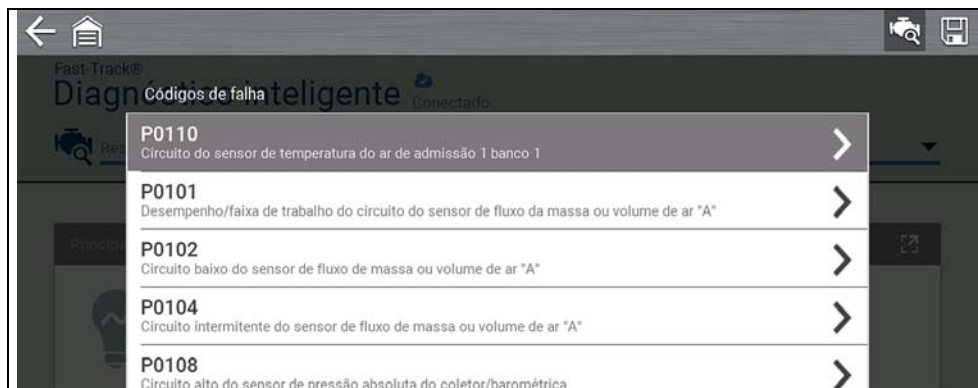 Fast-Track®
Diagnóstico inteligente
Conectado
Códigos de falha
P0110
Circuito do sensor de temperatura do ar de admissão 1 banco 1
P0101
Desempenho/faixa de trabalho do circuito do sensor de fluxo da massa ou volume de ar "A"
P0102
Circuito baixo do sensor de fluxo de massa ou volume de ar "A"
P0104
Circuito intermitente do sensor de fluxo de massa ou volume de ar "A"
P0108
Circuito alto do sensor de pressão absoluta do coletor/barométrica